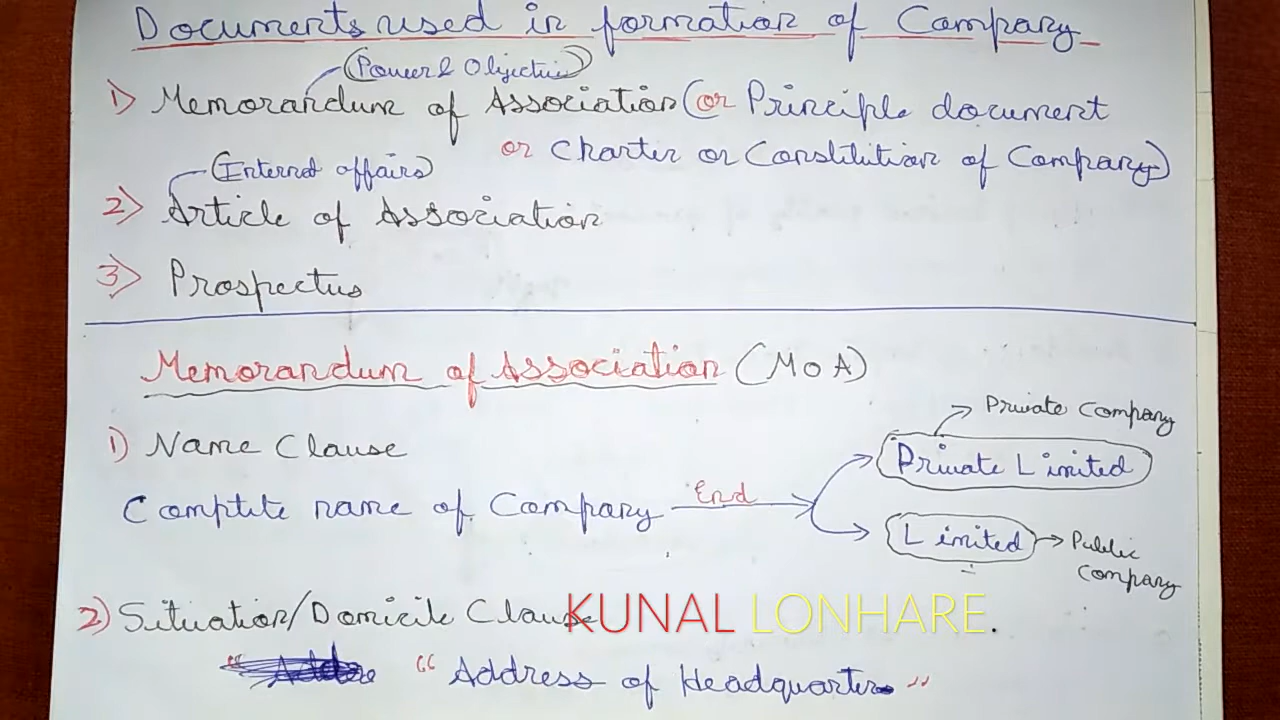 Documents used in formation of Company
(Power & Objective)
1) Memorandum of Association (or Principle document
or Charter or Constitution of Company)
(Internal affairs)
2) Article of Association
3) Prospectus
Memorandum of Association (MOA)
Private Company
1) Name Clause
Private Limited
Complete name of Company End
Limited
Public
Company
2) Situation/Domicile Clause
KUNAL LONHARE.
"Address of Headquarters"